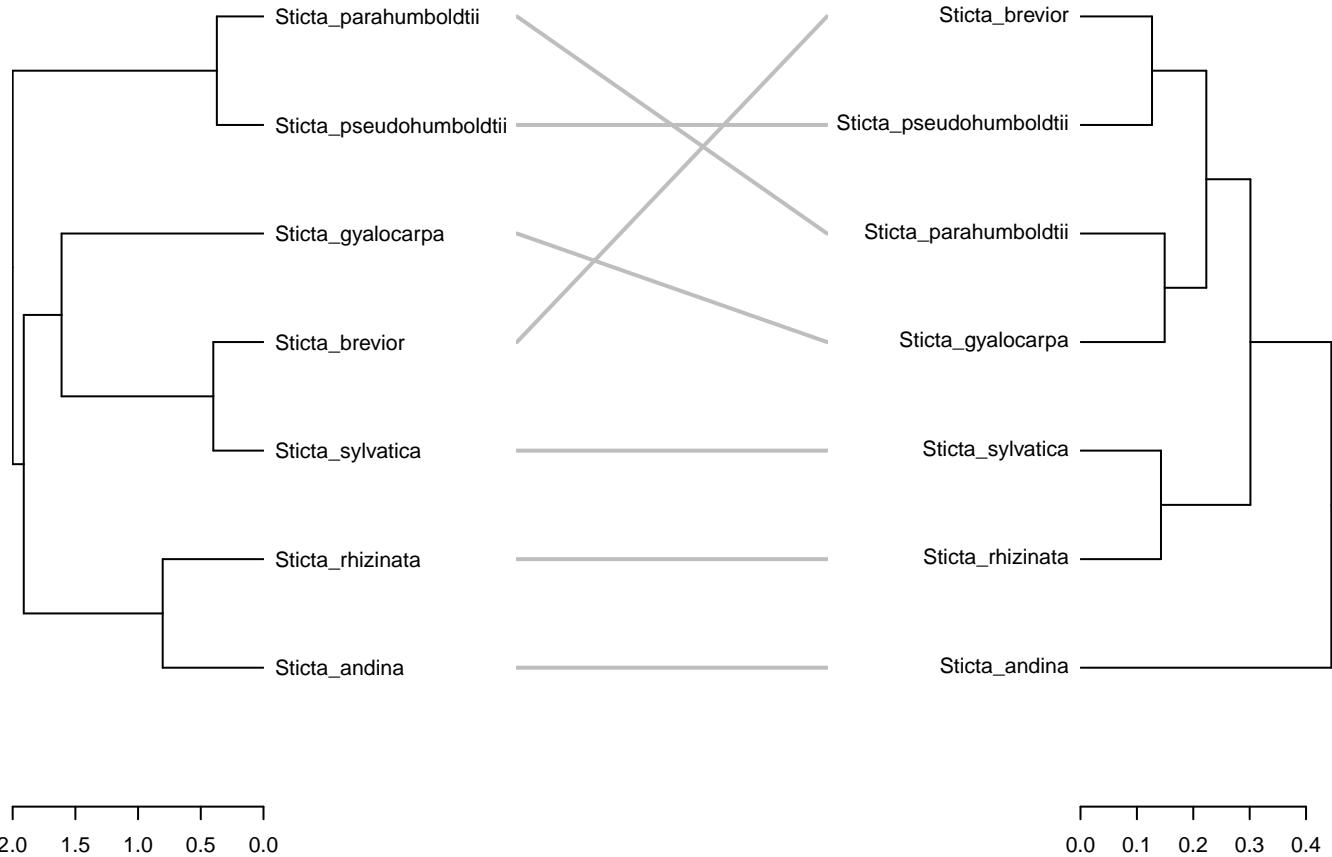 Sticta_parahumboldtii
Sticta_pseudohumboldtii
Sticta_gyalocarpa
Sticta_brevior
Sticta_sylvatica
Sticta_rhizinata
Sticta_andina
2.0 1.5 1.0 0.5 0.0
Sticta_brevior
Sticta_pseudohumboldtii
Sticta_parahumboldtii
Sticta_gyalocarpa
Sticta_sylvatica
Sticta_rhizinata
Sticta_andina
0.0 0.1 0.2 0.3 0.4